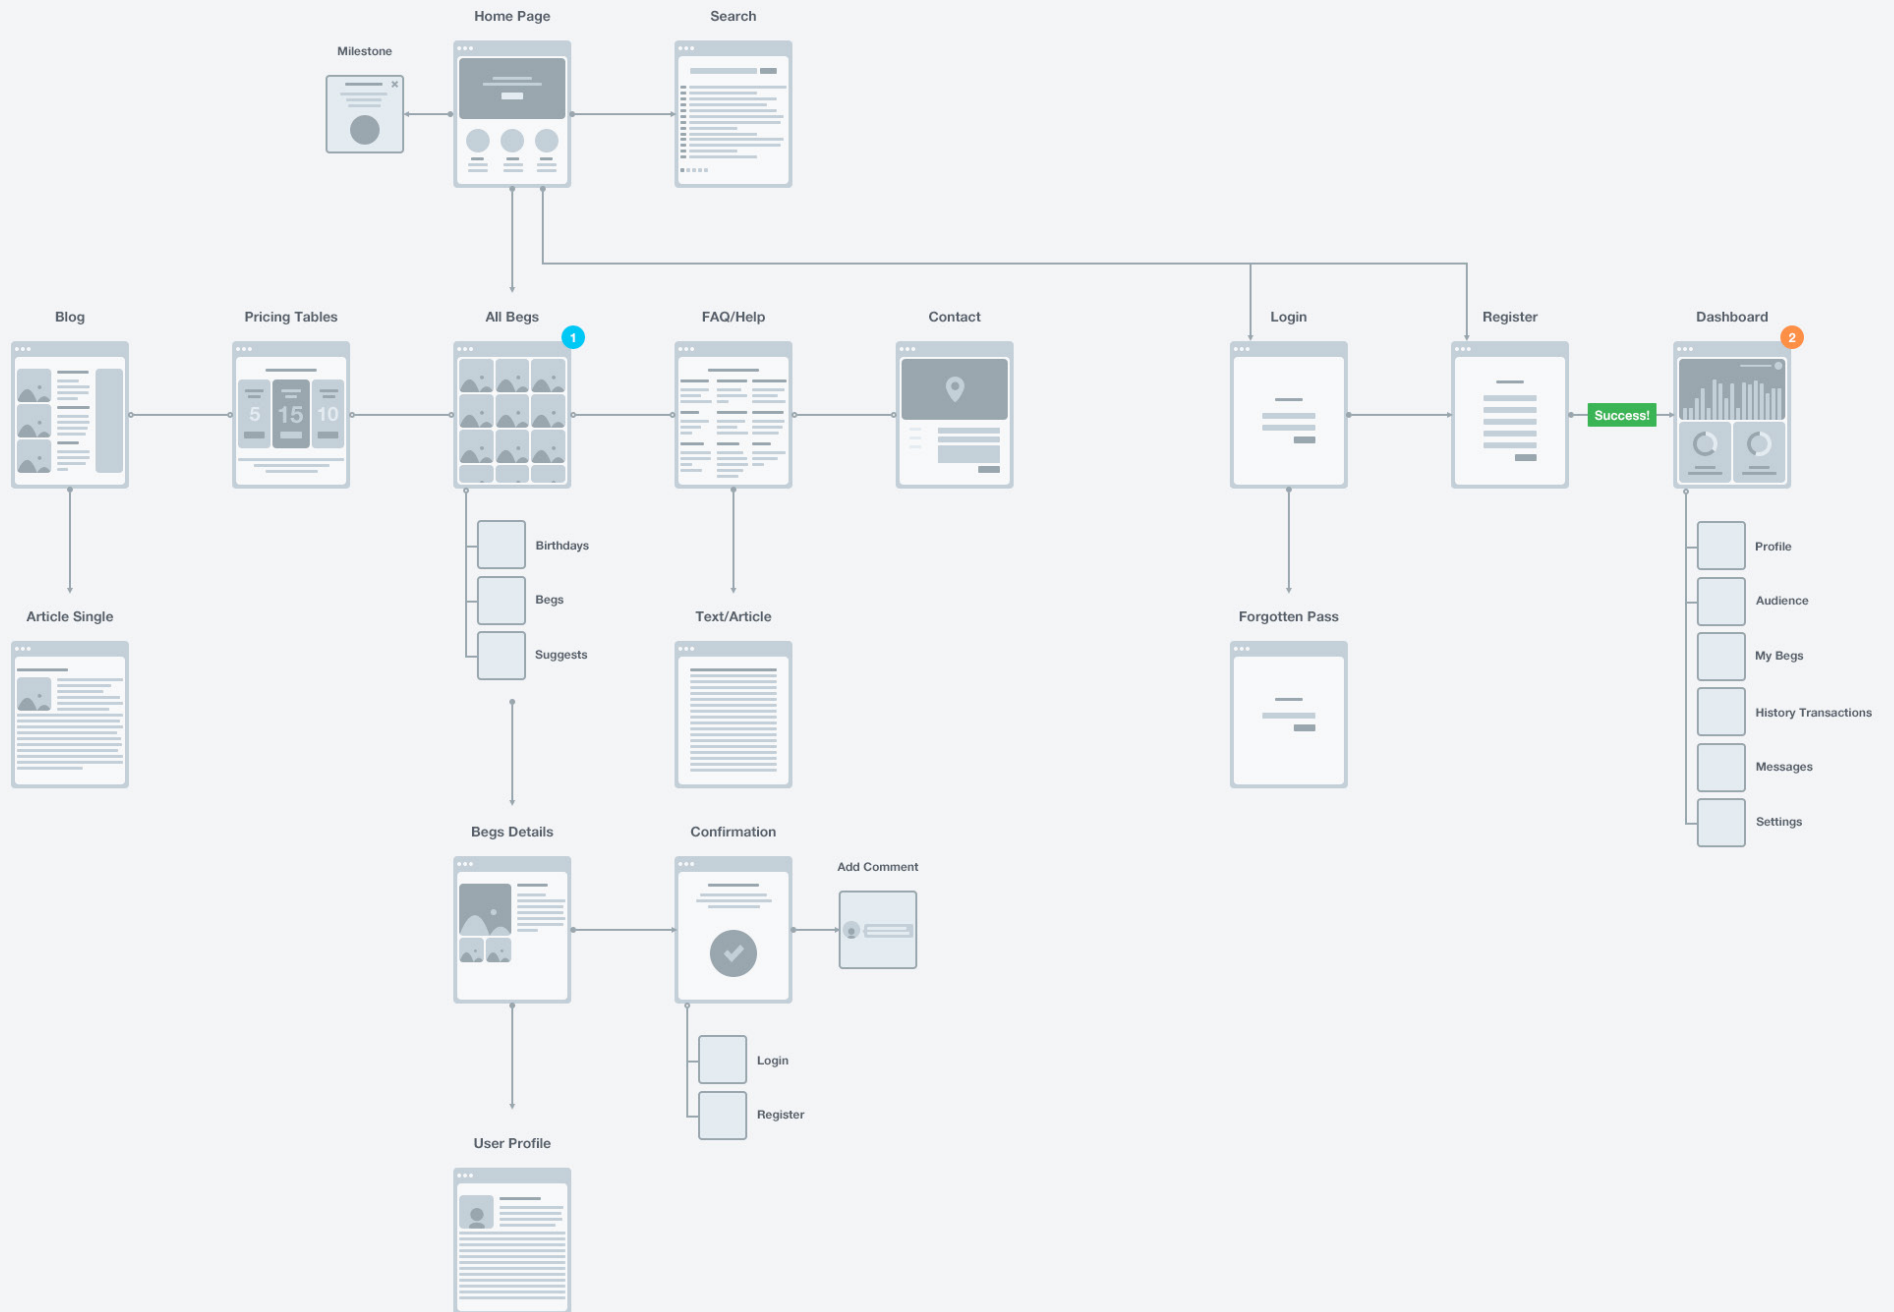 Home Page
Search
Milestone
Blog
Pricing Tables
All Begs
FAQ/Help
Contact
Login
Register
Dashboard
1
2
5
15
10
Success!
Birthdays
Begs
Suggests
Profile
Audience
My Begs
History Transactions
Messages
Settings
Article Single
Text/Article
Forgotten Pass
Begs Details
Confirmation
Add Comment
Login
Register
User Profile